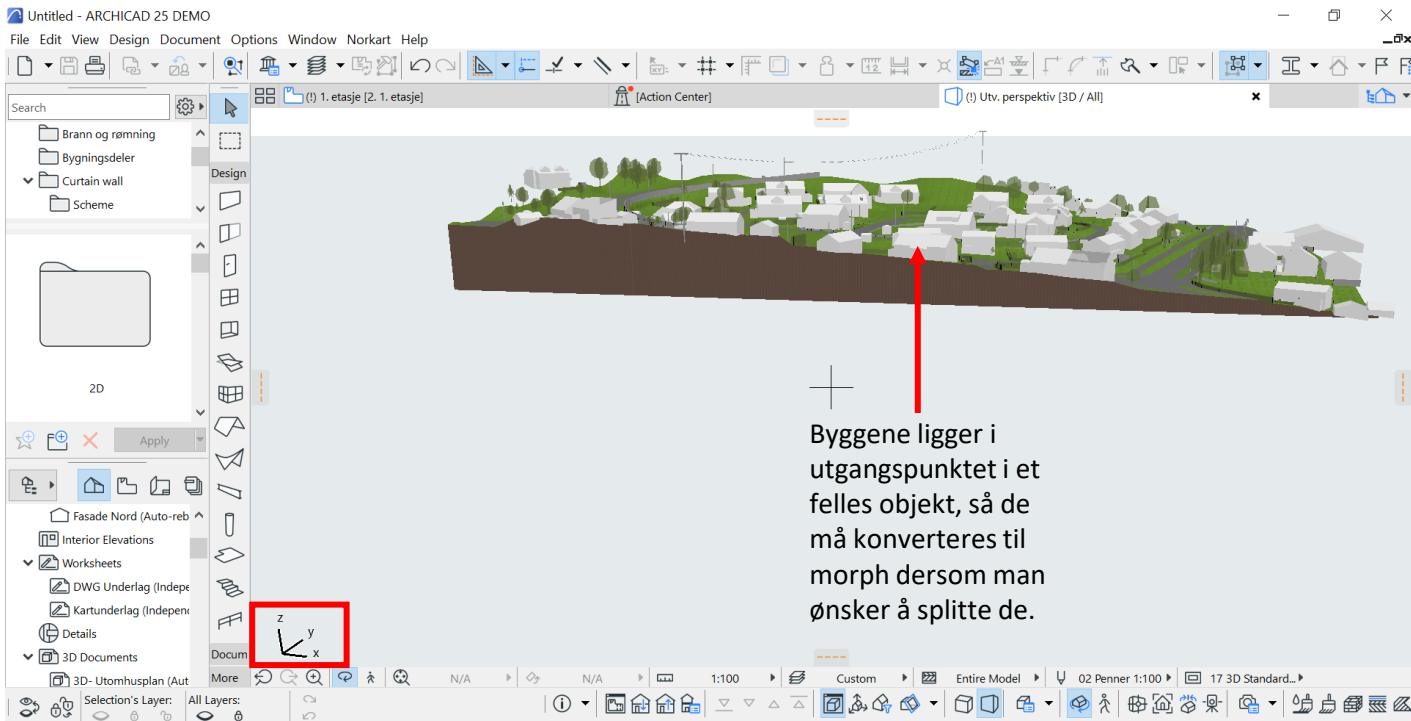 Untitled - ARCHICAD 25 DEMO
File Edit View Design Document Options Window Norkart Help
Search
(!) 1. etasje [2. 1. etasje]
[Action Center]
(!) Utv. perspektiv [3D / All]
Brann og rømning
Bygningsdeler
Curtain wall
Scheme
Design
2D
Apply
Byggene ligger i
utgangspunktet i et
felles objekt, så de
må konverteres til
morph dersom man
ønsker å splitte de.
Fasade Nord (Auto-reb
Interior Elevations
Worksheets
DWG Underlag (Indepe
Kartunderlag (Independ
Details
3D Documents
3D- Utomhusplan (Aut
z
y
x
Docum
More
N/A
N/A
1:100
Custom
Entire Model
02 Penner 1:100
17 3D Standard...
Selection's Layer:
All Layers: